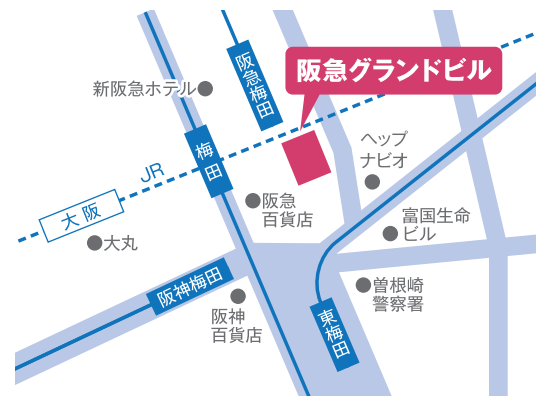 阪急グランドビル
阪急梅田
新阪急ホテル
梅田
ヘップ
ナビオ
JR
大阪
阪急
百貨店
大丸
富国生命
ビル
阪神梅田
曽根崎
警察署
阪神
百貨店
東梅田